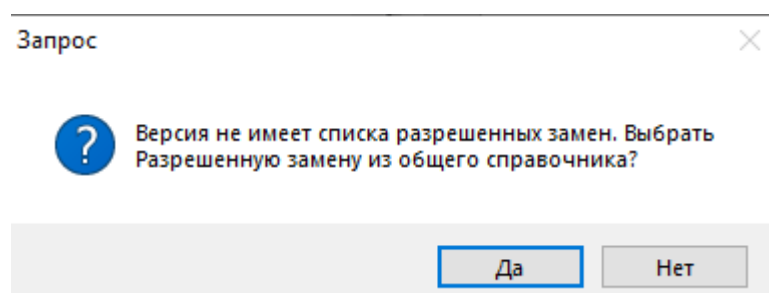 Запрос
Версия не имеет списка разрешенных замен. Выбрать
Разрешенную замену из общего справочника?
Да
Нет